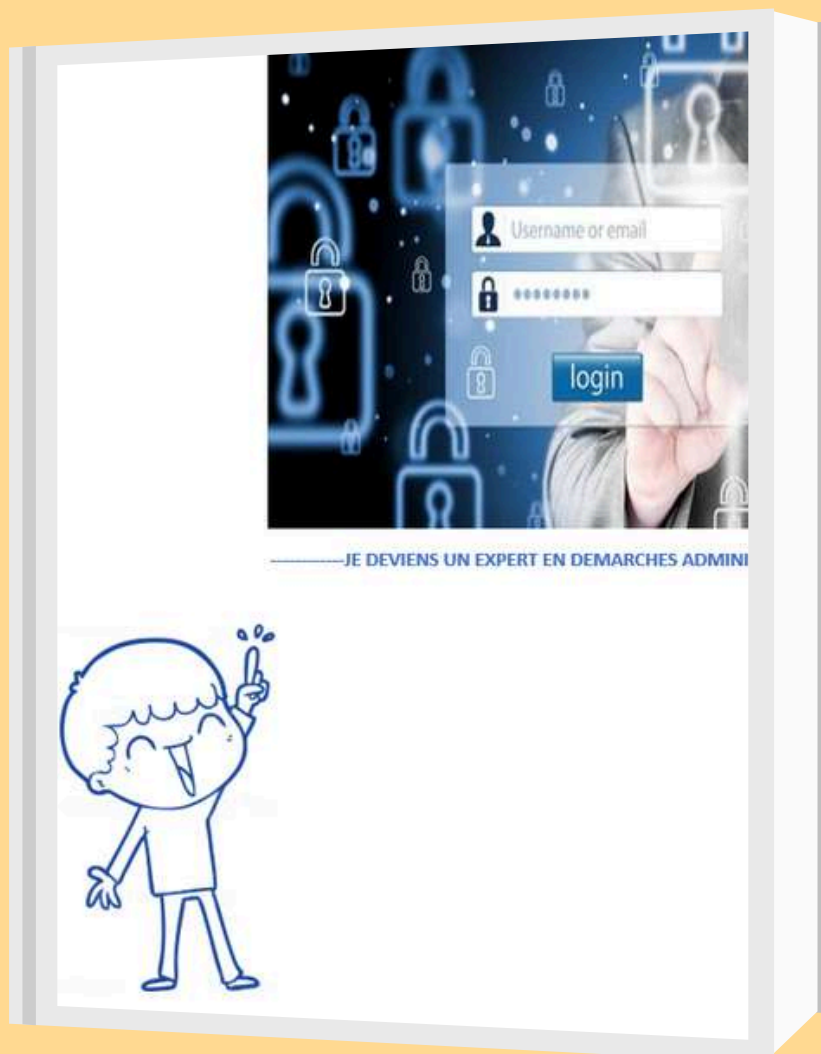 Username or email
login
-------------JE DEVIENS UN EXPERT EN DEMARCHES ADMINI